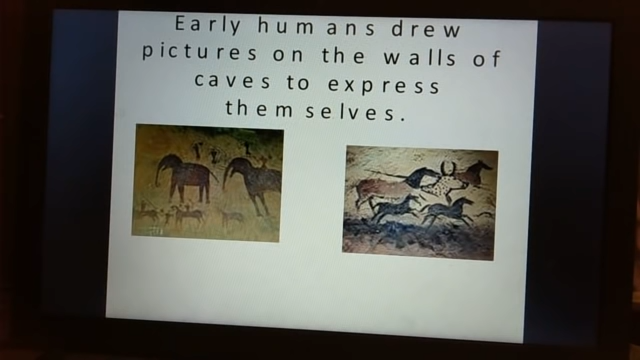 Early humans drew
pictures on the walls of
caves to express
themselves.